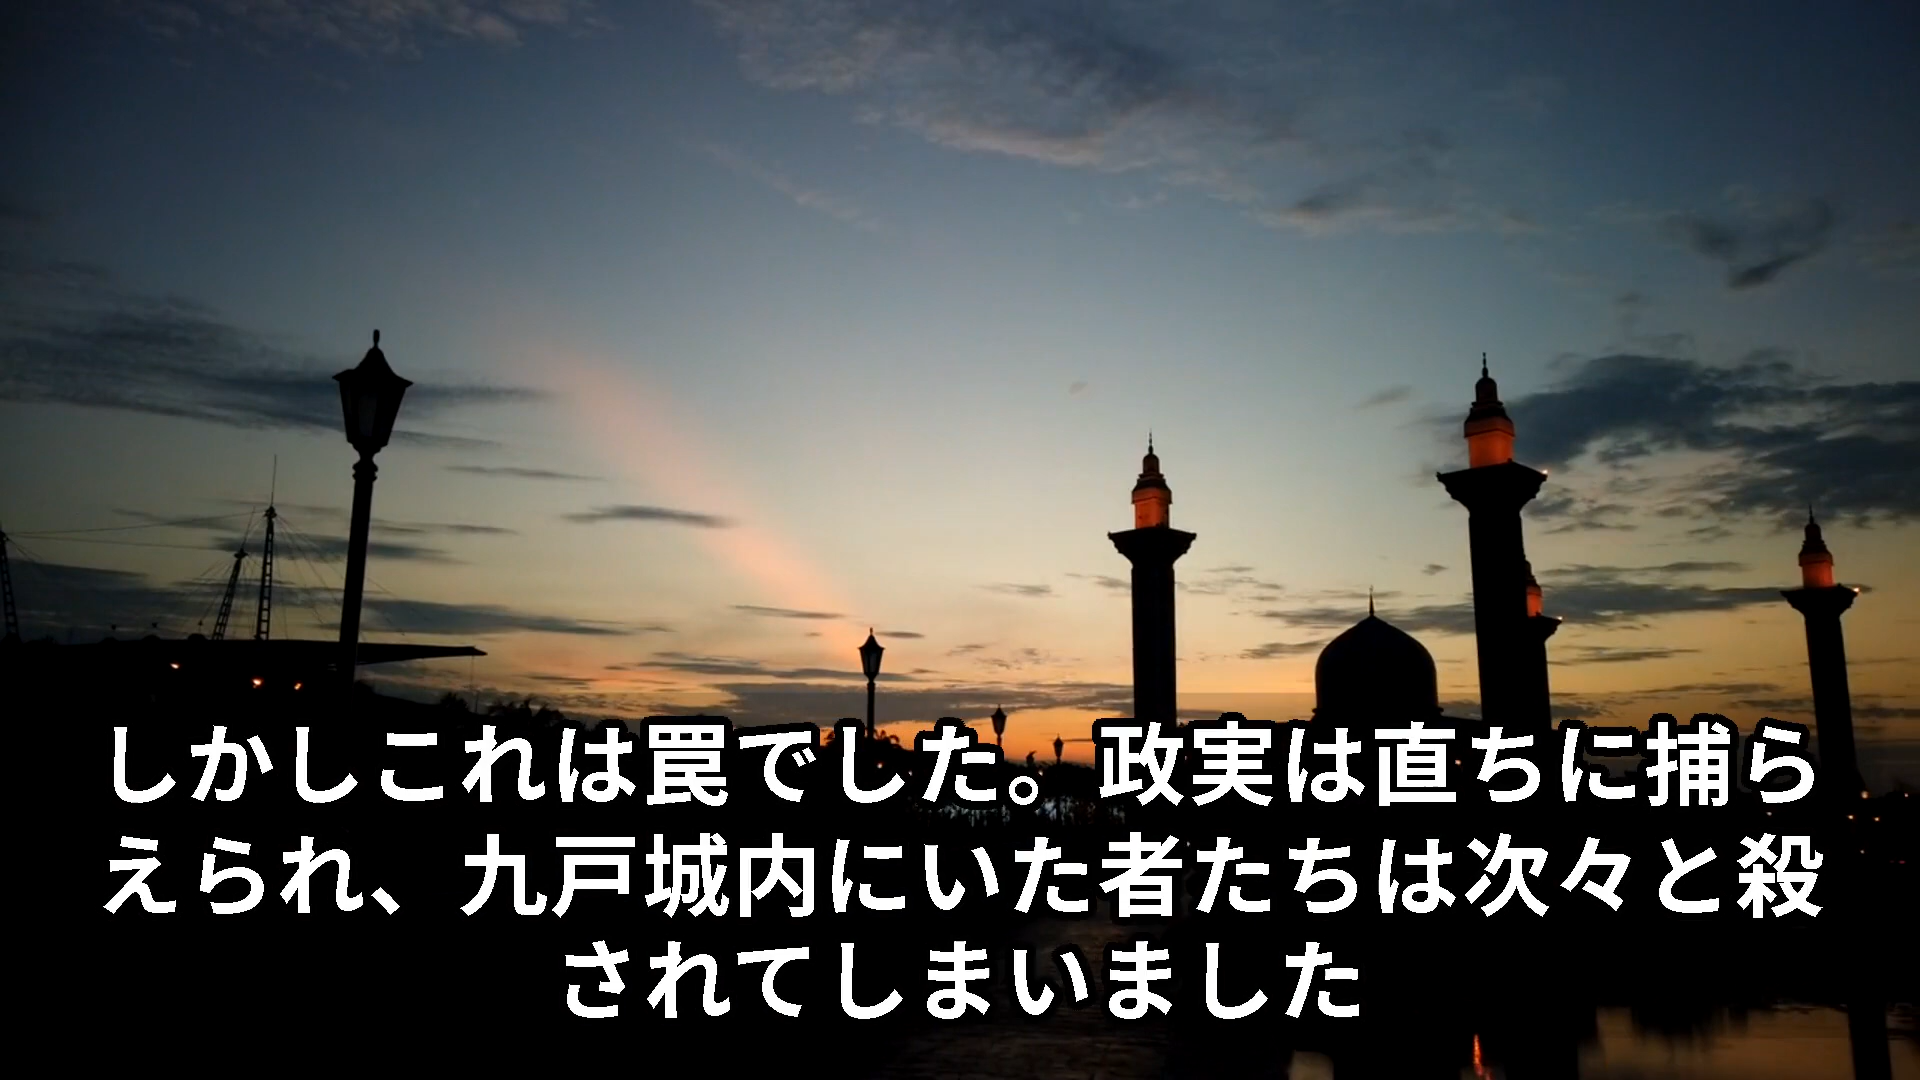 しかしこれは罠でした。政実は直ちに捕ら
えられ、九戸城内にいた者たちは次々と殺
されてしまいました